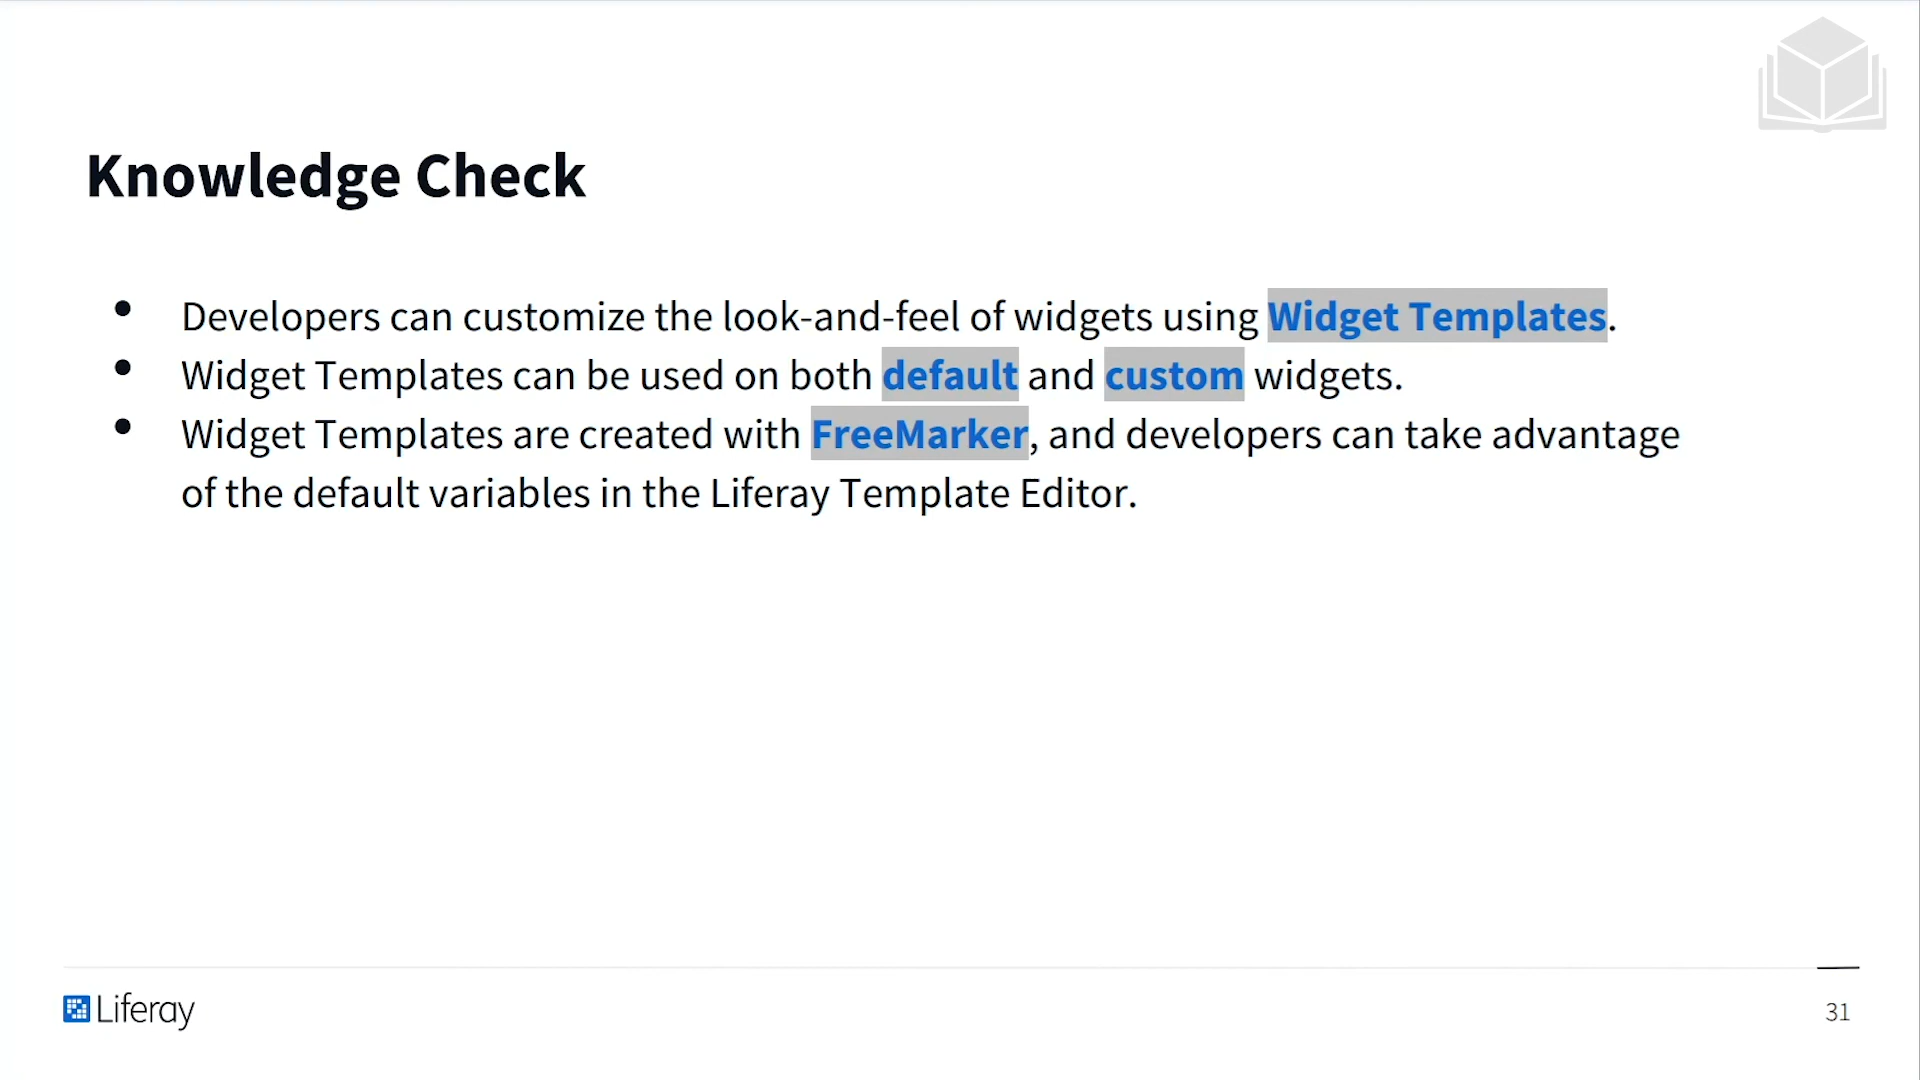 Knowledge Check
• Developers can customize the look-and-feel of widgets using Widget Templates.
• Widget Templates can be used on both default and custom widgets.
• Widget Templates are created with FreeMarker, and developers can take advantage
of the default variables in the Liferay Template Editor.
Liferay
31